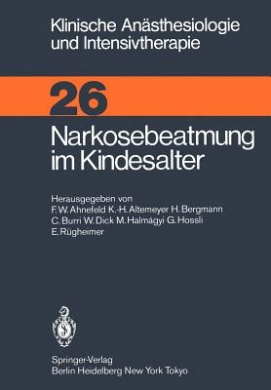 Klinische Anästhesiologie
und Intensivtherapie
26
Narkosebeatmung
im Kindesalter
Herausgegeben von
F. W. Ahnefeld K.-H. Altemeyer H. Bergmann
C. Burri W. Dick M. Halmágyi G. Hossli
E. Rügheimer
Springer-Verlag
Berlin Heidelberg New York Tokyo